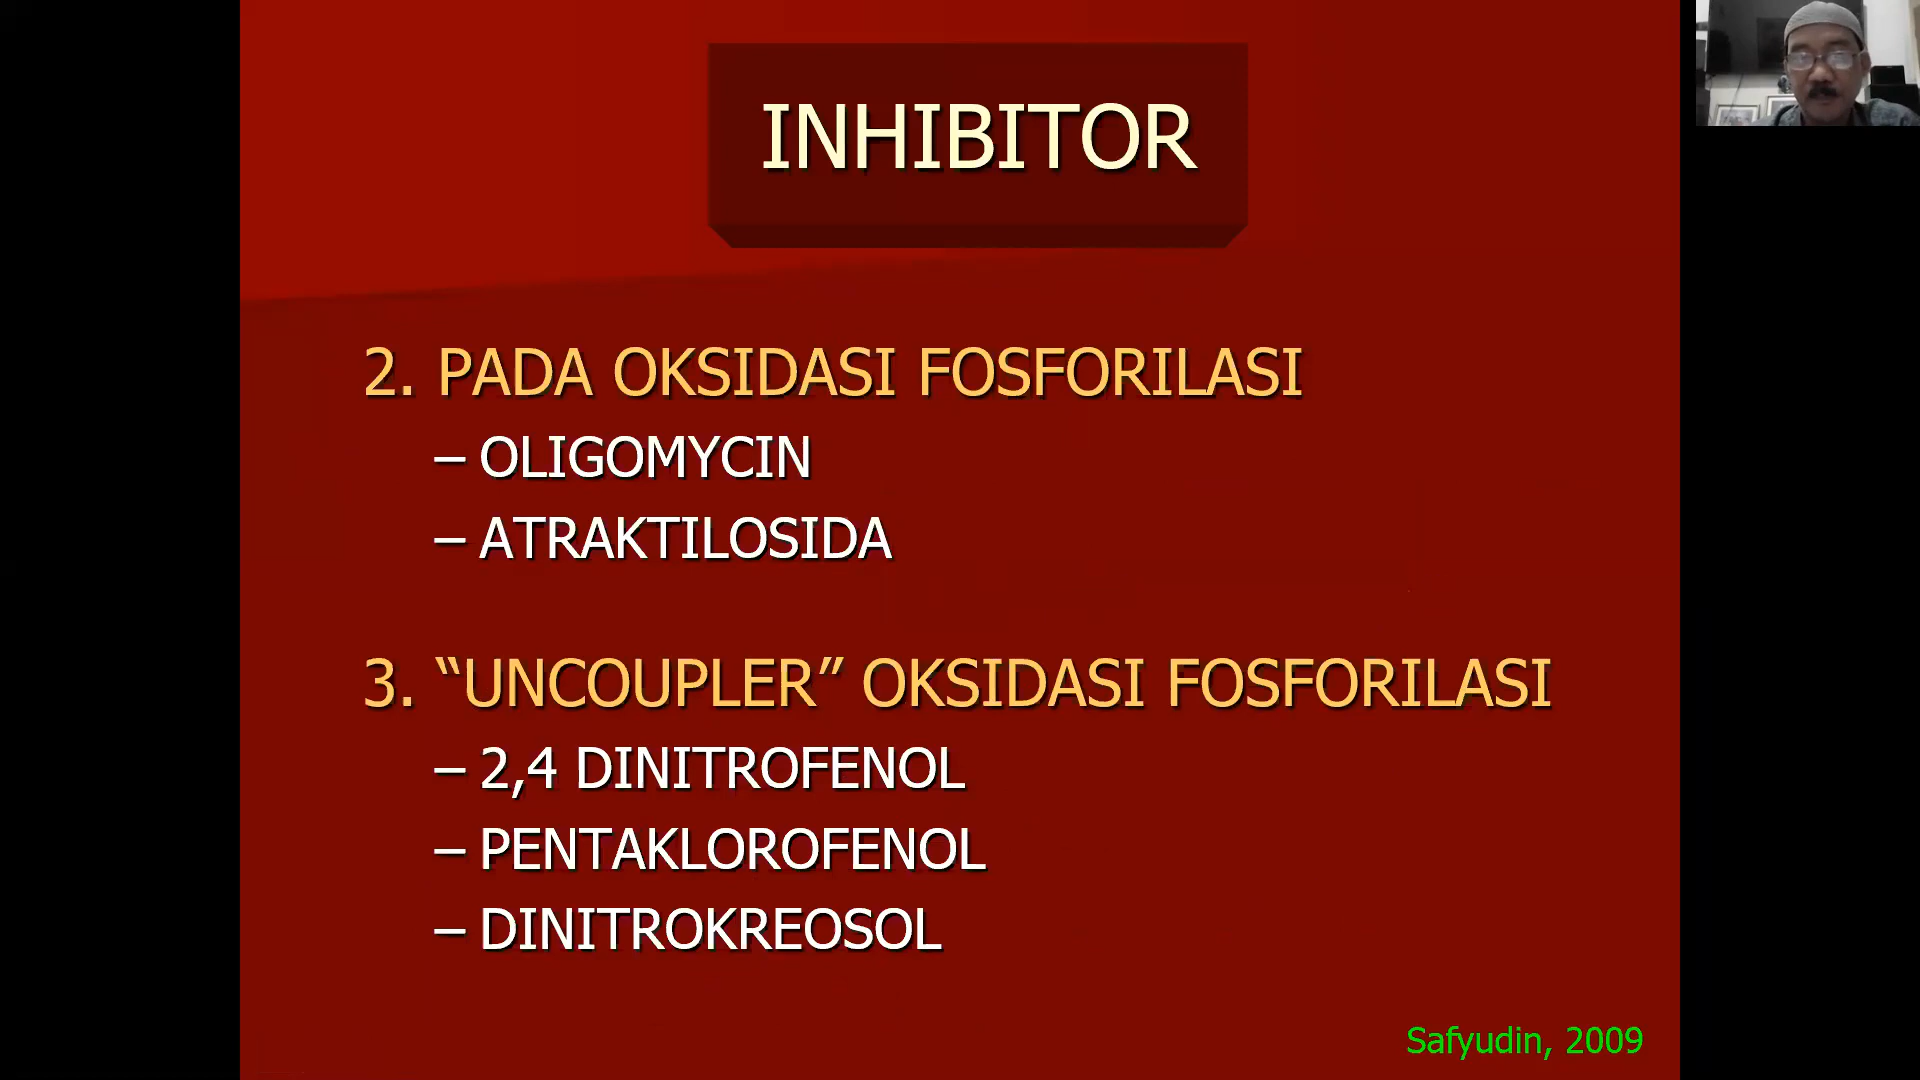 INHIBITOR
2. PADA OKSIDASI FOSFORILASI
– OLIGOMYCIN
– ATRAKTILOSIDA
3. “UNCOUPLER” OKSIDASI FOSFORILASI
– 2,4 DINITROFENOL
– PENTAKLOROFENOL
– DINITROKREOSOL
Safyudin, 2009